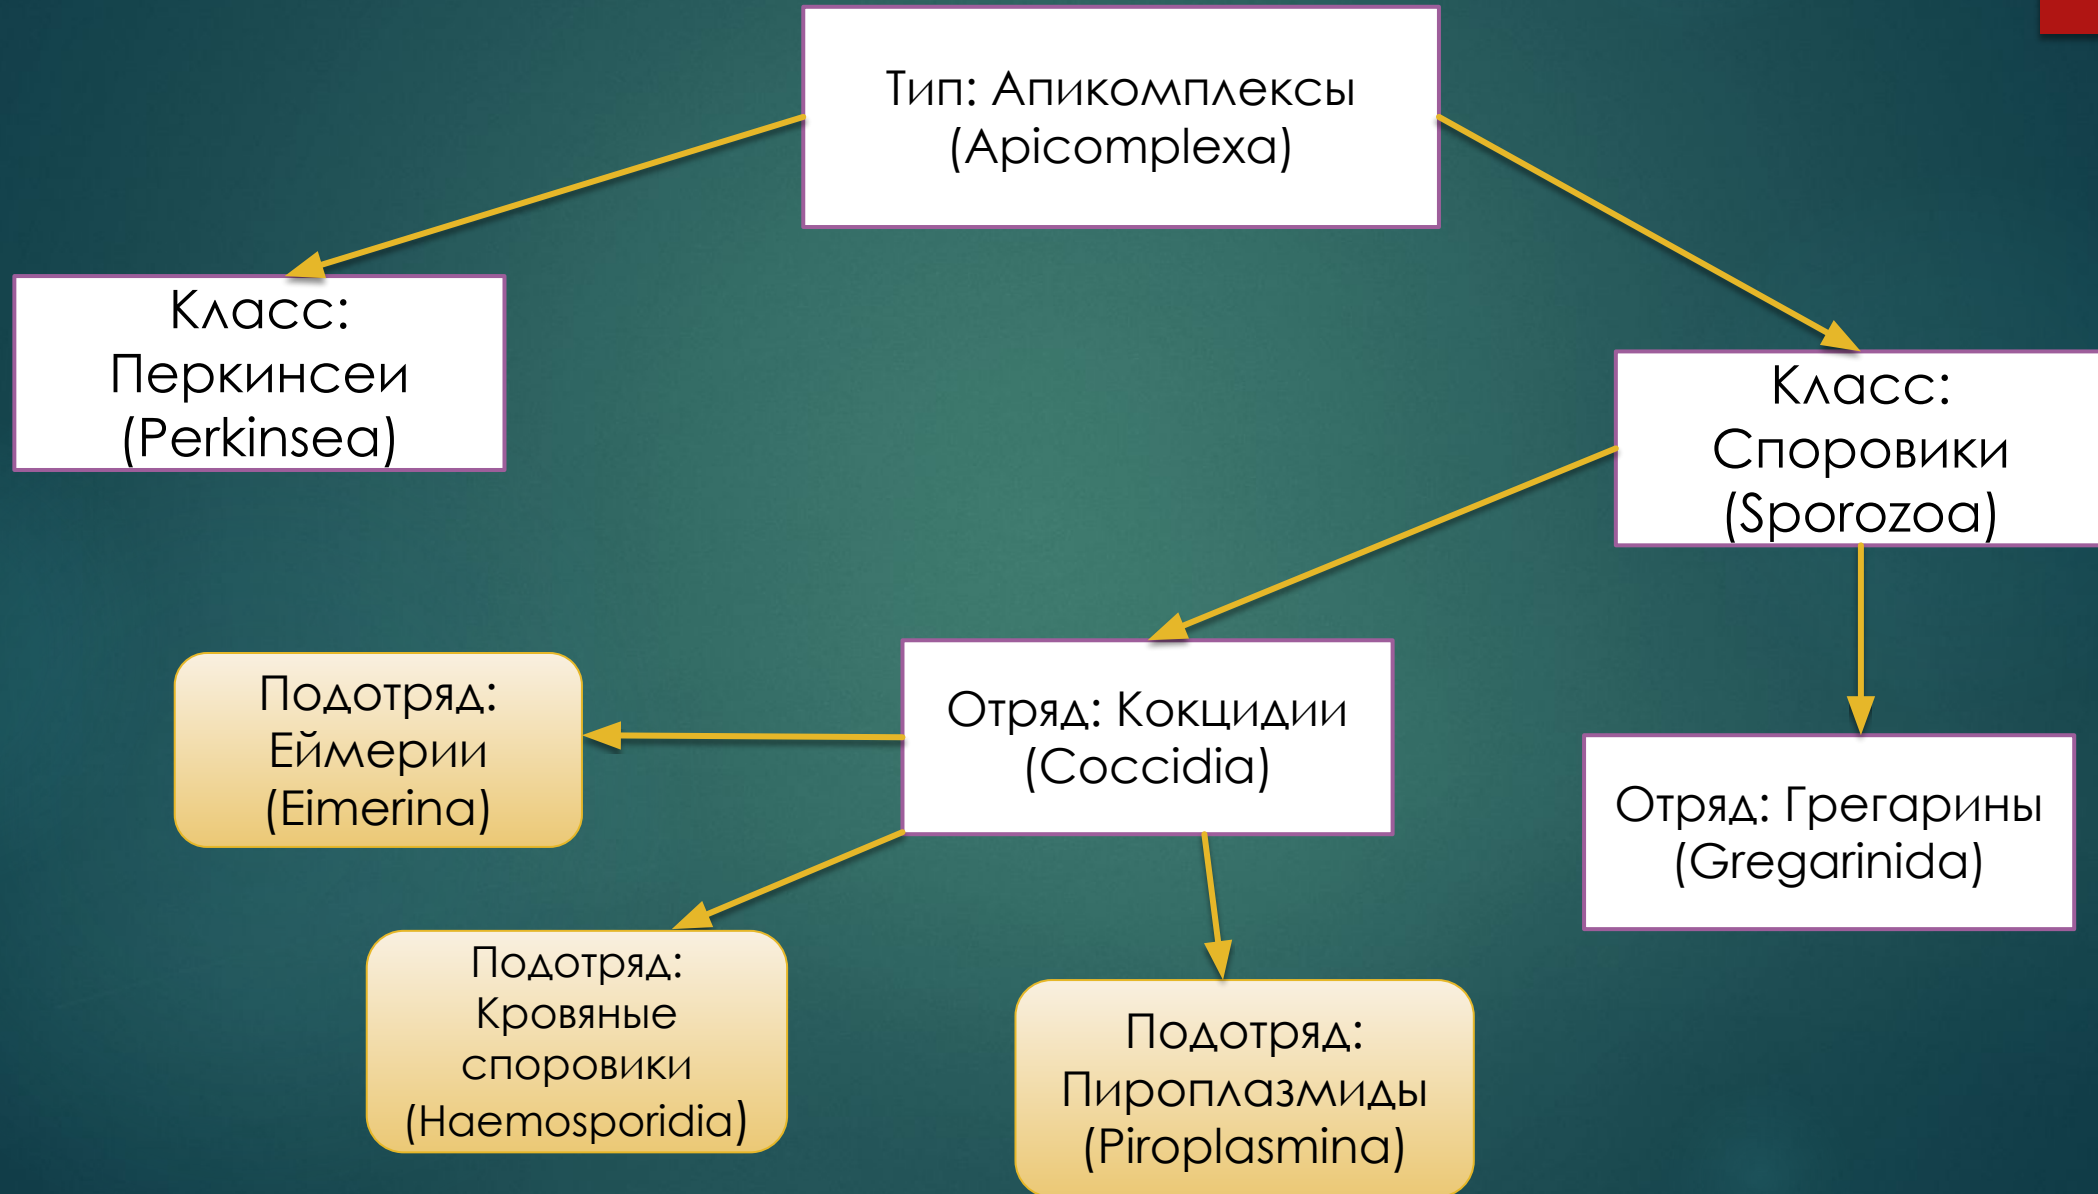 Тип: Апикомплексы
(Apicomplexa)
Класс:
Перкинсеи
(Perkinsea)
Класс:
Споровики
(Sporozoa)
Подотряд:
Еймерии
(Eimerina)
Отряд: Кокцидии
(Coccidia)
Отряд: Грегарины
(Gregarinida)
Подотряд:
Кровяные
споровики
(Haemosporidia)
Подотряд:
Пироплазмиды
(Piroplasmina)